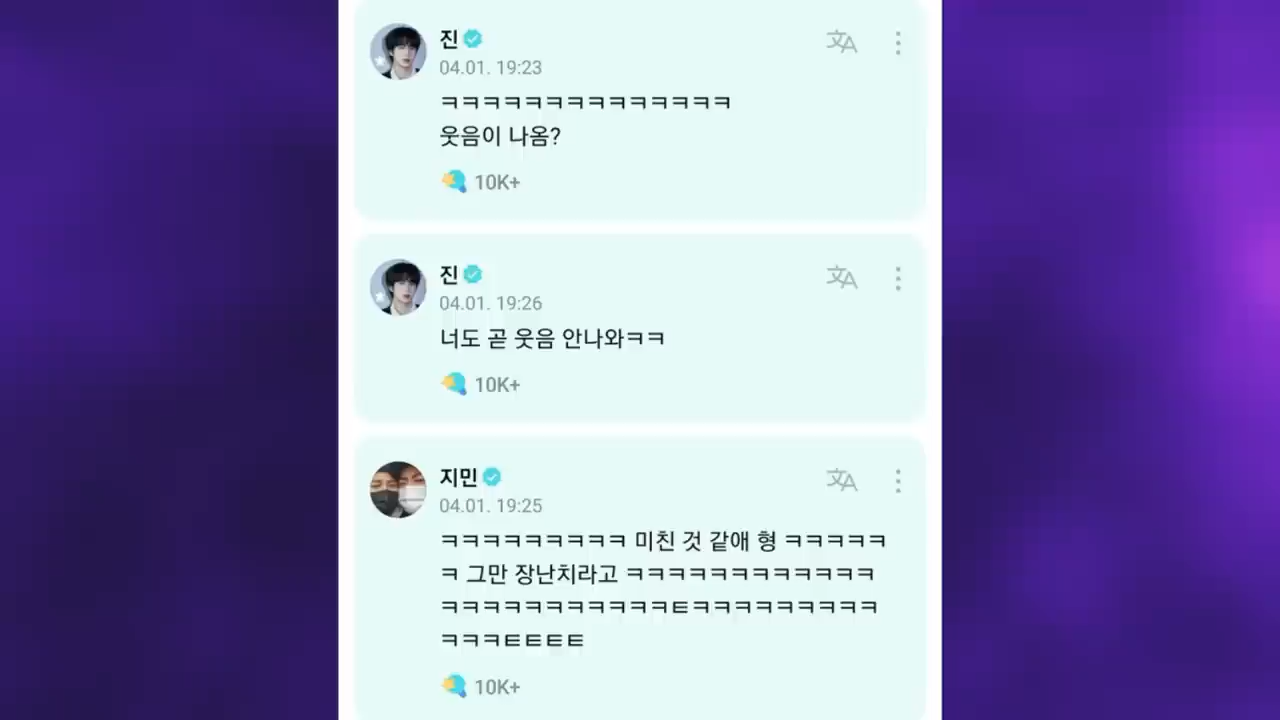 진
04.01. 19:23
ㅋㅋㅋㅋㅋㅋㅋㅋㅋㅋㅋㅋㅋㅋ
웃음이 나옴?
10K+
진
04.01. 19:26
너도 곧 웃음 안나와ㅋㅋ
10K+
지민
04.01. 19:25
ㅋㅋㅋㅋㅋㅋㅋㅋㅋ 미친 것 같애 형 ㅋㅋㅋㅋㅋ
ㅋ 그만 장난치라고 ㅋㅋㅋㅋㅋㅋㅋㅋㅋㅋㅋㅋ
ㅋㅋㅋㅋㅋㅋㅋㅋㅋㅋㅋㅌㅋㅋㅋㅋㅋㅋㅋㅋㅋ
ㅋㅋㅋㅌㅌㅌㅌ
10K+